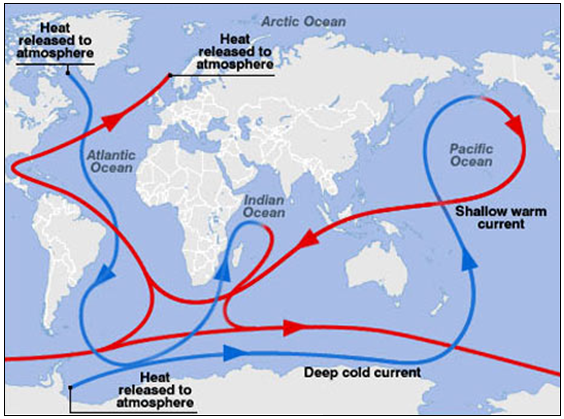 Arctic Ocean
Heat
released to
atmosphere
Heat
released to
atmosphere
Atlantic
Ocean
Pacific
Ocean
Indian
Ocean
Shallow warm
current
Deep cold current
Heat
released to
atmosphere